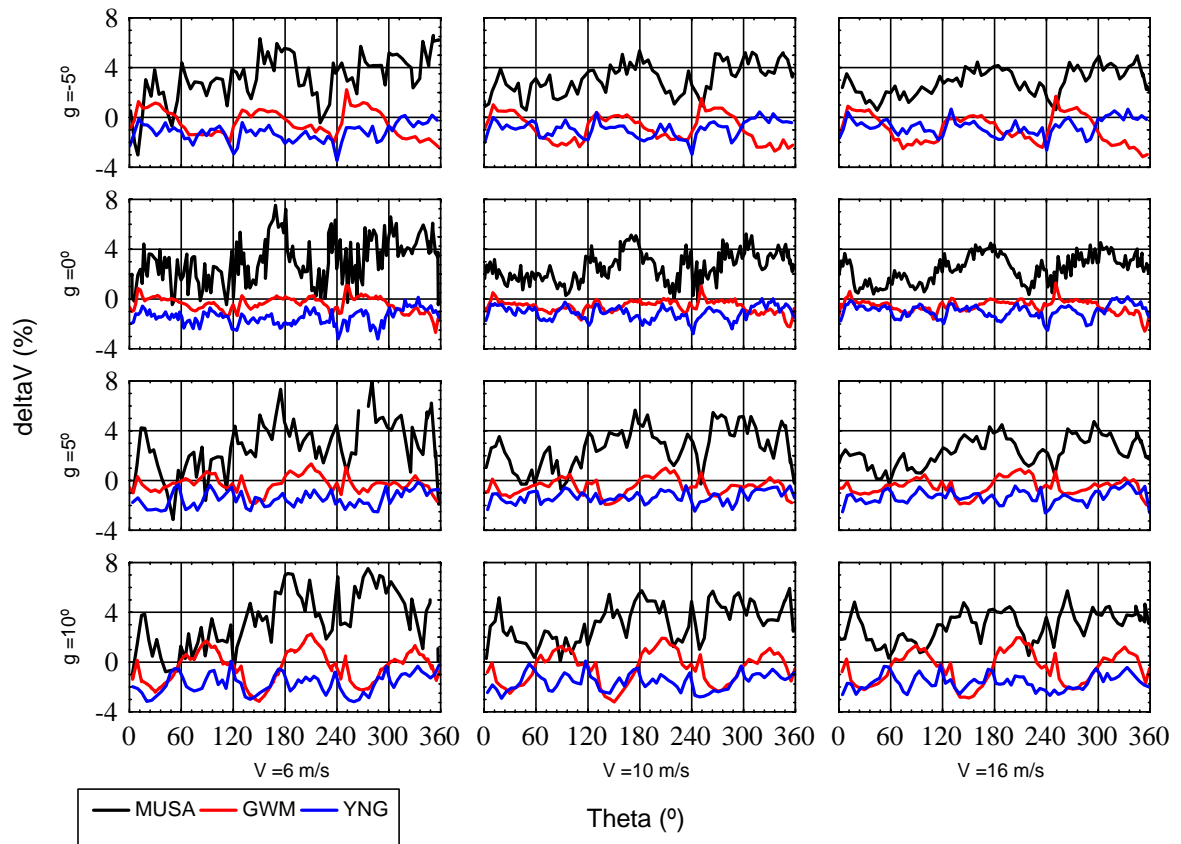 8
4
0
-4
g =-5º
8
4
0
-4
g =0º
deltaV (%)
8
4
0
-4
g =5º
8
4
0
-4
g =10º
0 60 120 180 240 300 360
0 60 120 180 240 300 360
0 60 120 180 240 300 360
V =6 m/s
V =10 m/s
V =16 m/s
MUSA GWM YNG
Theta (º)